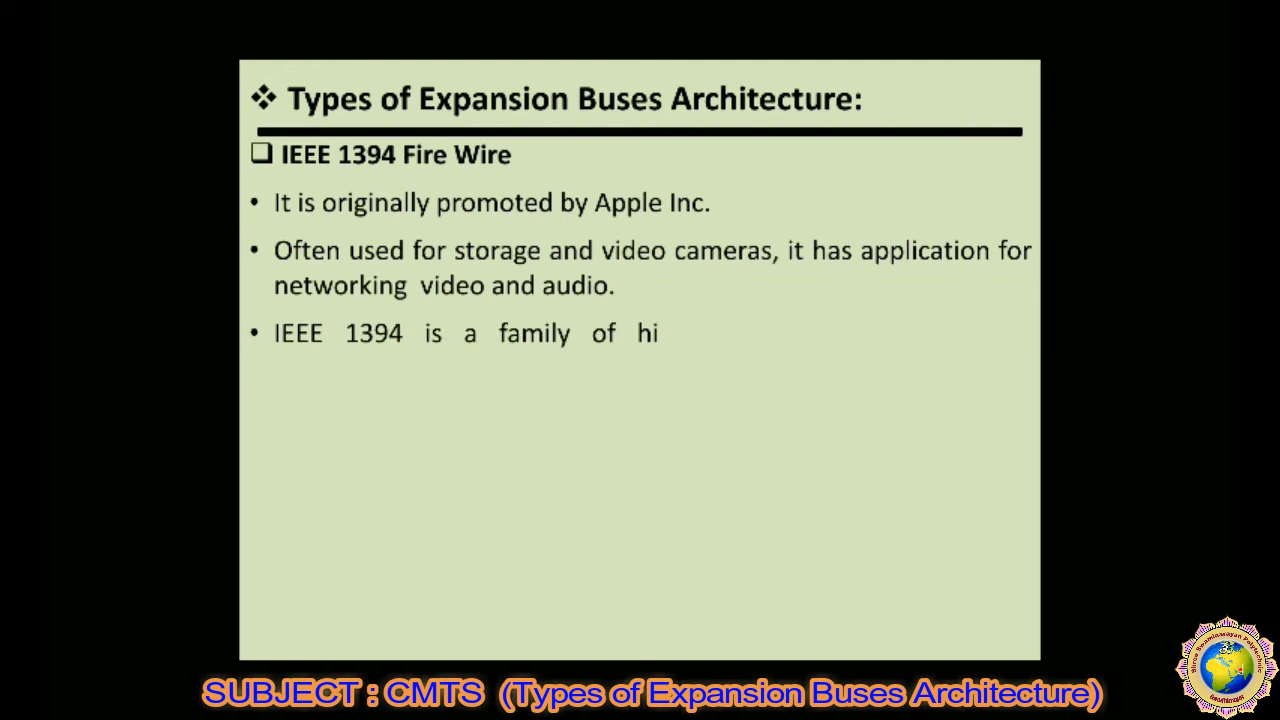 ❖ Types of Expansion Buses Architecture:
❑ IEEE 1394 Fire Wire
• It is originally promoted by Apple Inc.
• Often used for storage and video cameras, it has application for
networking video and audio.
• IEEE 1394 is a family of hi
SUBJECT : CMTS (Types of Expansion Buses Architecture)
Swaminarayan Polytechnic